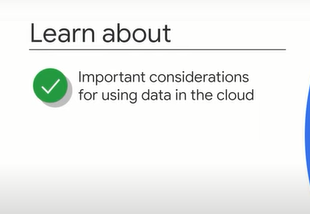 Learn about
Important considerations
for using data in the cloud